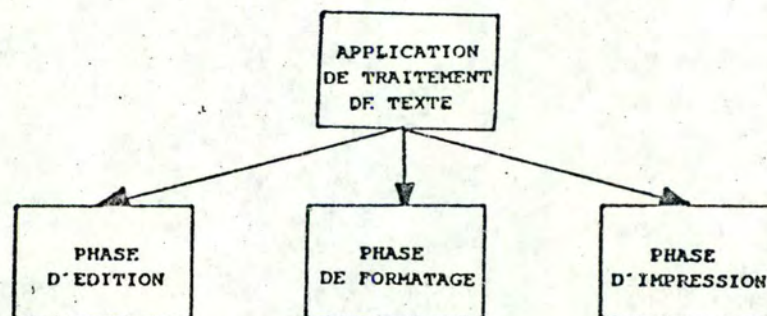 APPLICATION
DE TRAITEMENT
DE TEXTE
PHASE
D'EDITION
PHASE
DE FORMATAGE
PHASE
D'IMPRESSION